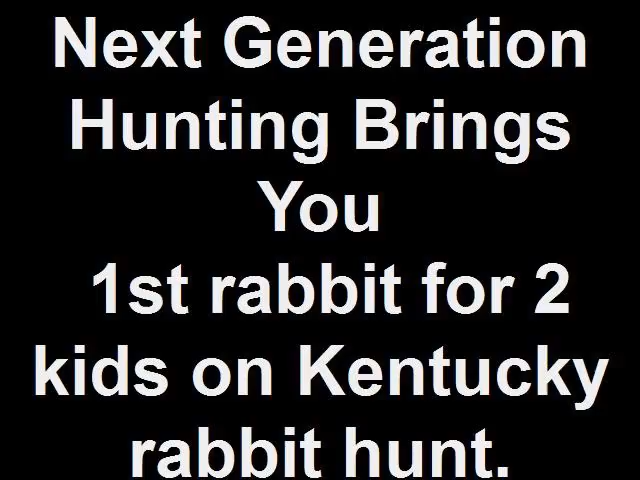 Next Generation
Hunting Brings
You
1st rabbit for 2
kids on Kentucky
rabbit hunt.